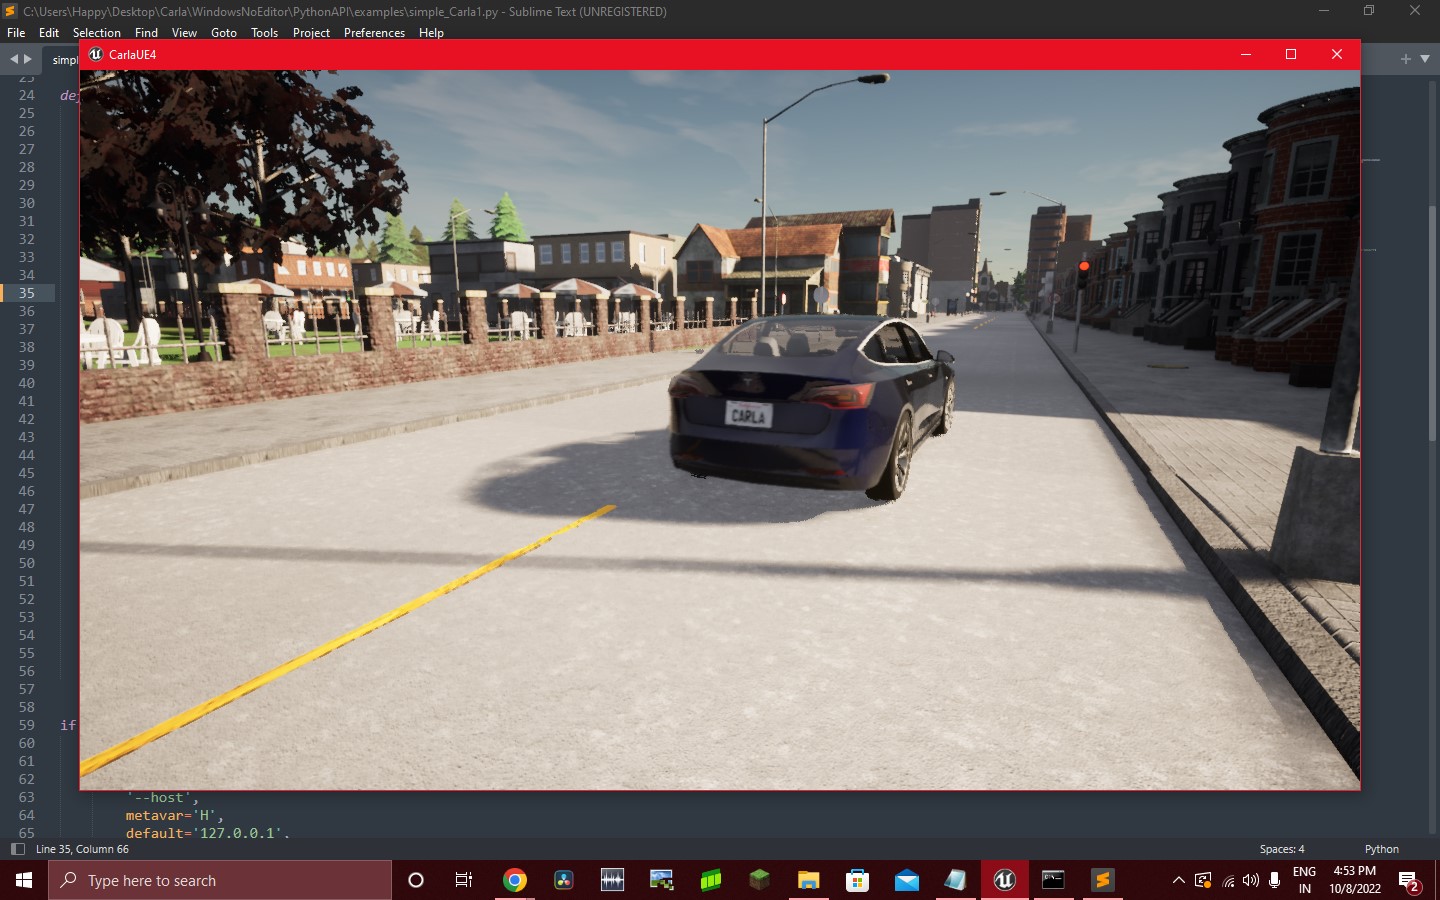 C:\Users\Happy\Desktop\Carla\WindowsNoEditor\PythonAPI\examples\simple_Carla1.py - Sublime Text (UNREGISTERED)
File Edit Selection Find View Goto Tools Project Preferences Help
CarlaUE4
simpl
24 de
25
26
27
28
29
30
31
32
33
34
35
36
37
38
39
40
41
42
43
44
45
46
47
48
49
50
51
52
53
54
55
56
57
58
59 if
60
61
62
63 '--host',
64 metavar='H',
65 default='127.0.0.1',
CARLA
Line 35, Column 66
Spaces: 4
Python
Type here to search
ENG
IN
4:53 PM
10/8/2022
2